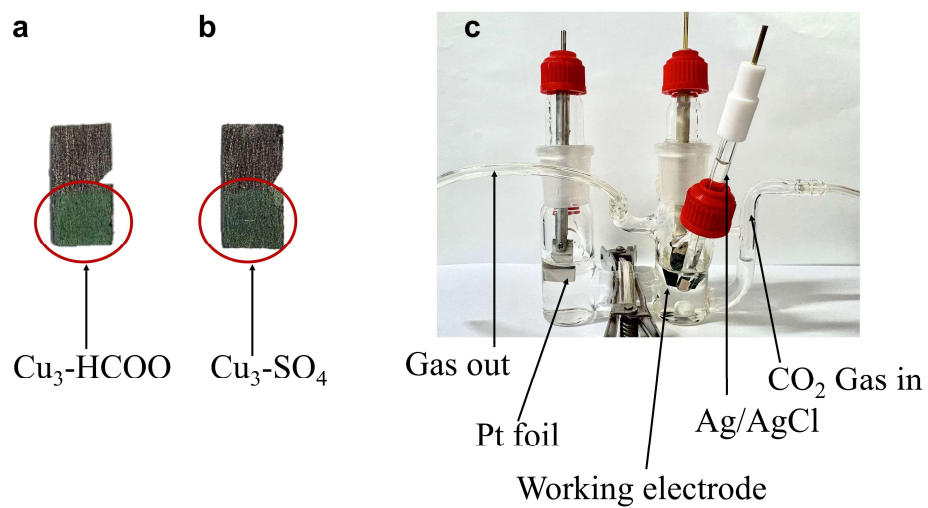 a
b
c
Cu₃-HCOO
Cu₃-SO₄
Gas out
CO₂ Gas in
Ag/AgCl
Pt foil
Working electrode